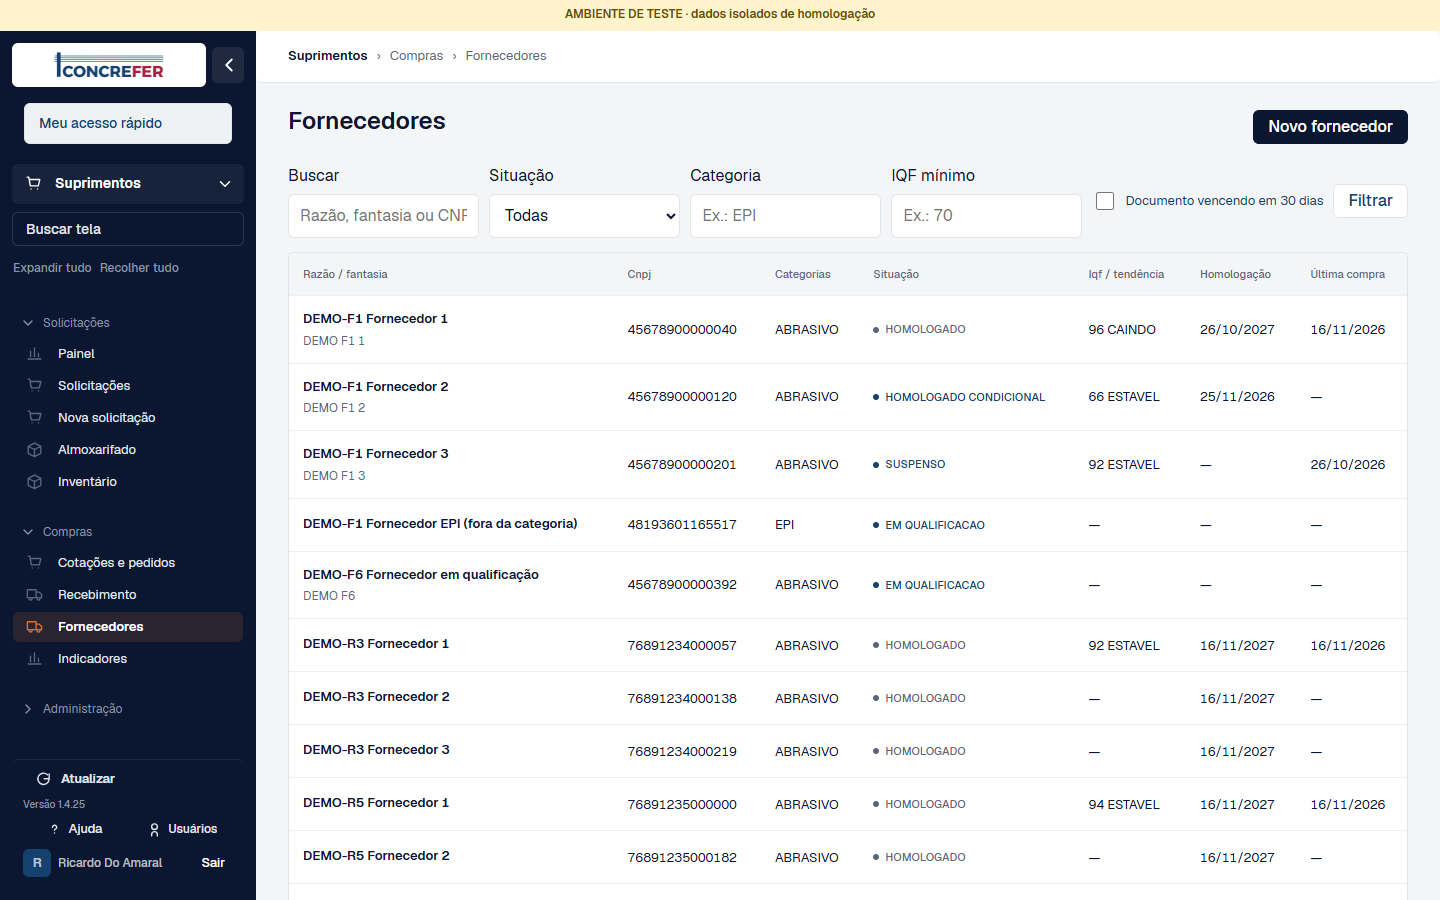 AMBIENTE DE TESTE · dados isolados de homologação
CONCREFER
Meu acesso rápido
Suprimentos
Buscar tela
Expandir tudo Recolher tudo
Solicitações
Painel
Solicitações
Nova solicitação
Almoxarifado
Inventário
Compras
Cotações e pedidos
Recebimento
Fornecedores
Indicadores
Administração
Atualizar
Versão 1.4.25
? Ajuda Usuários
R Ricardo Do Amaral Sair
Suprimentos › Compras › Fornecedores
Fornecedores
Novo fornecedor
Buscar Situação Categoria IQF mínimo
Razão, fantasia ou CNP Todas Ex.: EPI Ex.: 70 Documento vencendo em 30 dias Filtrar
Razão / fantasia Cnpj Categorias Situação Iqf / tendência Homologação Última compra
DEMO-F1 Fornecedor 1
DEMO F1 1
45678900000040 ABRASIVO HOMOLOGADO 96 CAINDO 26/10/2027 16/11/2026
DEMO-F1 Fornecedor 2
DEMO F1 2
45678900000120 ABRASIVO HOMOLOGADO CONDICIONAL 66 ESTAVEL 25/11/2026 —
DEMO-F1 Fornecedor 3
DEMO F1 3
45678900000201 ABRASIVO SUSPENSO 92 ESTAVEL — 26/10/2026
DEMO-F1 Fornecedor EPI (fora da categoria) 48193601165517 EPI EM QUALIFICACAO — — —
DEMO-F6 Fornecedor em qualificação
DEMO F6
45678900000392 ABRASIVO EM QUALIFICACAO — — —
DEMO-R3 Fornecedor 1 76891234000057 ABRASIVO HOMOLOGADO 92 ESTAVEL 16/11/2027 16/11/2026
DEMO-R3 Fornecedor 2 76891234000138 ABRASIVO HOMOLOGADO — 16/11/2027 —
DEMO-R3 Fornecedor 3 76891234000219 ABRASIVO HOMOLOGADO — 16/11/2027 —
DEMO-R5 Fornecedor 1 76891235000000 ABRASIVO HOMOLOGADO 94 ESTAVEL 16/11/2027 16/11/2026
DEMO-R5 Fornecedor 2 76891235000182 ABRASIVO HOMOLOGADO — 16/11/2027 —